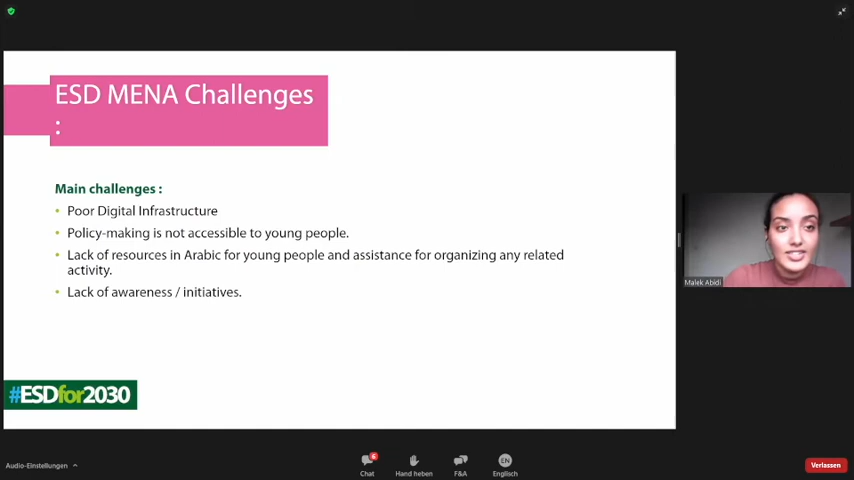 ESD MENA Challenges
:
Main challenges :
• Poor Digital Infrastructure
• Policy-making is not accessible to young people.
• Lack of resources in Arabic for young people and assistance for organizing any related
activity.
• Lack of awareness / initiatives.
#ESDfor2030
Malek Abidi
Audio-Einstellungen
6
Chat
Hand heben
F&A
EN
Englisch
Verlassen